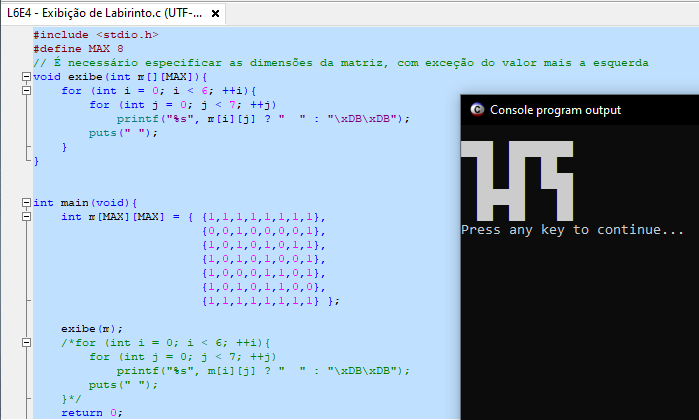 L6E4 - Exibição de Labirinto.c (UTF-...
#include <stdio.h>
#define MAX 8
// É necessário especificar as dimensões da matriz, com exceção do valor mais a esquerda
void exibe(int m[][MAX]){
for (int i = 0; i < 6; ++i){
for (int j = 0; j < 7; ++j)
printf("%s", m[i][j] ? "  " : "\xDB\xDB");
puts(" ");
}
}
int main(void){
int m[MAX][MAX] = { {1,1,1,1,1,1,1,1},
{0,0,1,0,0,0,0,1},
{1,0,1,0,1,0,1,1},
{1,0,1,0,1,0,0,1},
{1,0,0,0,1,1,0,1},
{1,0,1,0,1,1,0,0},
{1,1,1,1,1,1,1,1} };
exibe(m);
/*for (int i = 0; i < 6; ++i){
for (int j = 0; j < 7; ++j)
printf("%s", m[i][j] ? "  " : "\xDB\xDB");
puts(" ");
}*/
return 0;
Console program output
Press any key to continue...